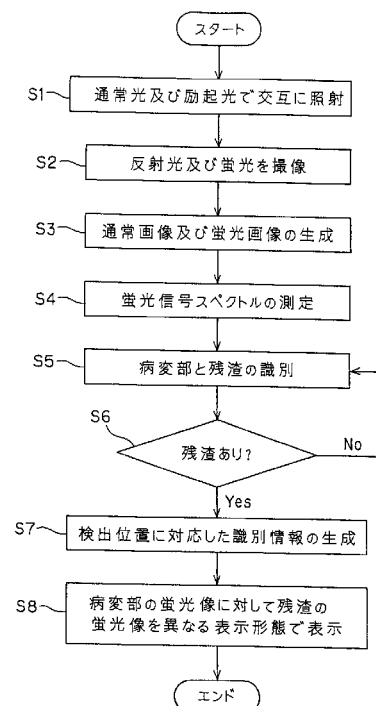 スタート
S1
通常光及び励起光で交互に照射
S2
反射光及び蛍光を撮像
S3
通常画像及び蛍光画像の生成
S4
蛍光信号スペクトルの測定
S5
病変部と残渣の識別
S6
残渣あり?
No
Yes
S7
検出位置に対応した識別情報の生成
S8
病変部の蛍光像に対して残渣の
蛍光像を異なる表示形態で表示
エンド